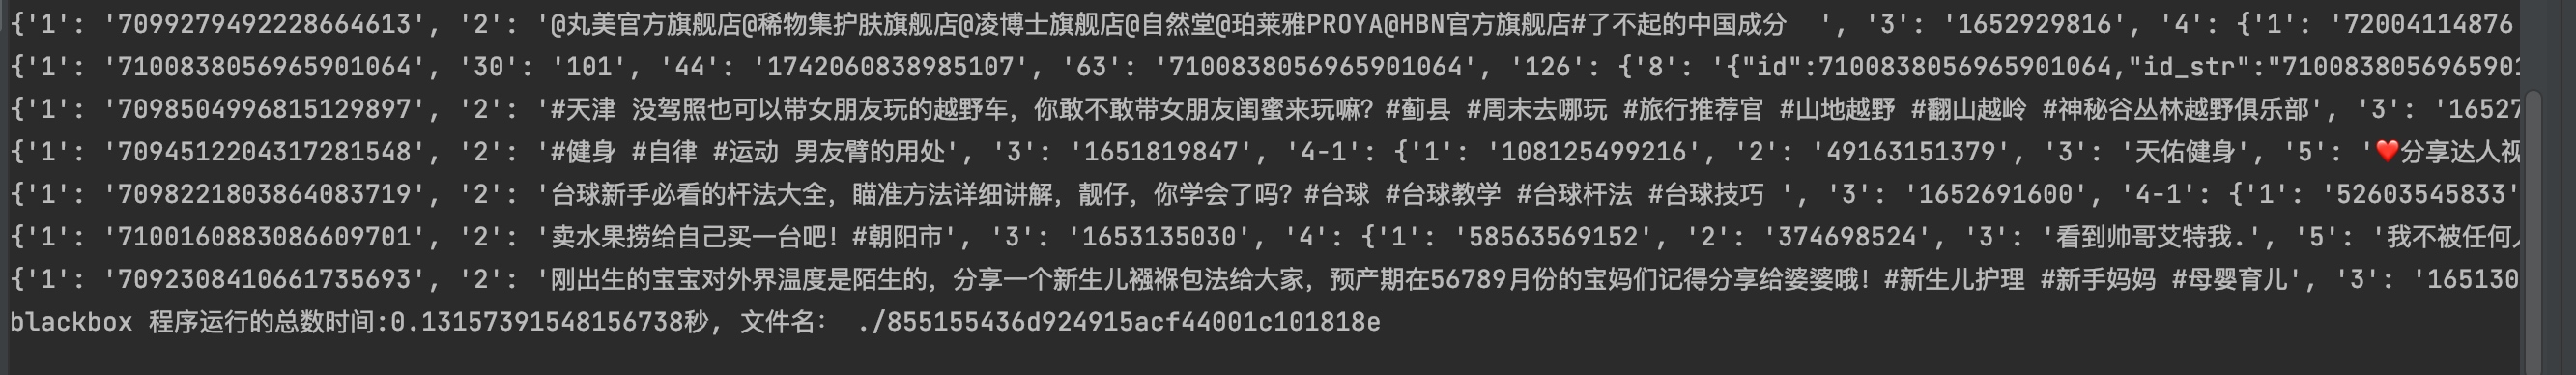 {'1': '7099279492228664613', '2': '@丸美官方旗舰店@稀物集护肤旗舰店@凌博士旗舰店@自然堂@珀莱雅PROYA@HBN官方旗舰店#了不起的中国成分  ', '3': '1652929816', '4': {'1': '72004114876
{'1': '7100838056965901064', '30': '101', '44': '1742060838985107', '63': '7100838056965901064', '126': {'8': '{"id":7100838056965901064,"id_str":"7100838056965901
{'1': '7098504996815129897', '2': '#天津 没驾照也可以带女朋友玩的越野车，你敢不敢带女朋友闺蜜来玩嘛？#蓟县 #周末去哪玩 #旅行推荐官 #山地越野 #翻山越岭 #神秘谷丛林越野俱乐部', '3': '16527
{'1': '7094512204317281548', '2': '#健身 #自律 #运动 男友臂的用处', '3': '1651819847', '4-1': {'1': '108125499216', '2': '49163151379', '3': '天佑健身', '5': '❤️分享达人视
{'1': '7098221803864083719', '2': '台球新手必看的杆法大全，瞄准方法详细讲解，靓仔，你学会了吗？#台球 #台球教学 #台球杆法 #台球技巧 ', '3': '1652691600', '4-1': {'1': '52603545833'
{'1': '7100160883086609701', '2': '卖水果捞给自己买一台吧！#朝阳市', '3': '1653135030', '4': {'1': '58563569152', '2': '374698524', '3': '看到帅哥艾特我.', '5': '我不被任何人
{'1': '7092308410661735693', '2': '刚出生的宝宝对外界温度是陌生的，分享一个新生儿襁褓包法给大家，预产期在56789月份的宝妈们记得分享给婆婆哦！#新生儿护理 #新手妈妈 #母婴育儿', '3': '165130
blackbox 程序运行的总数时间:0.13157391548156738秒, 文件名： ./855155436d924915acf44001c101818e